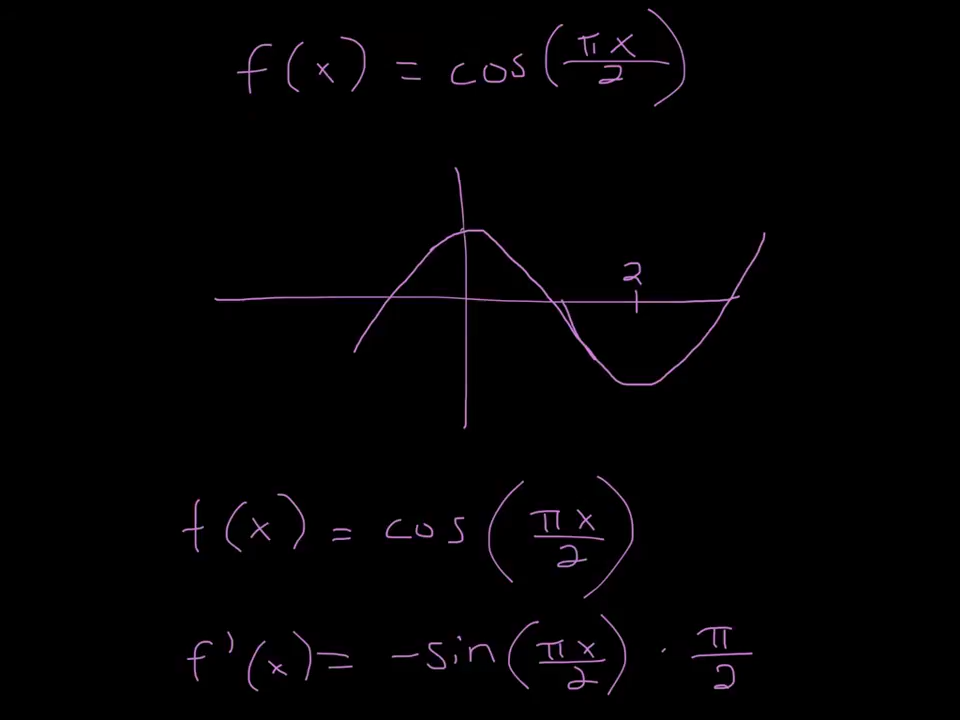 f(x) = cos(πx/2)
2
f(x) = cos(πx/2)
f'(x) = -sin(πx/2) · π/2